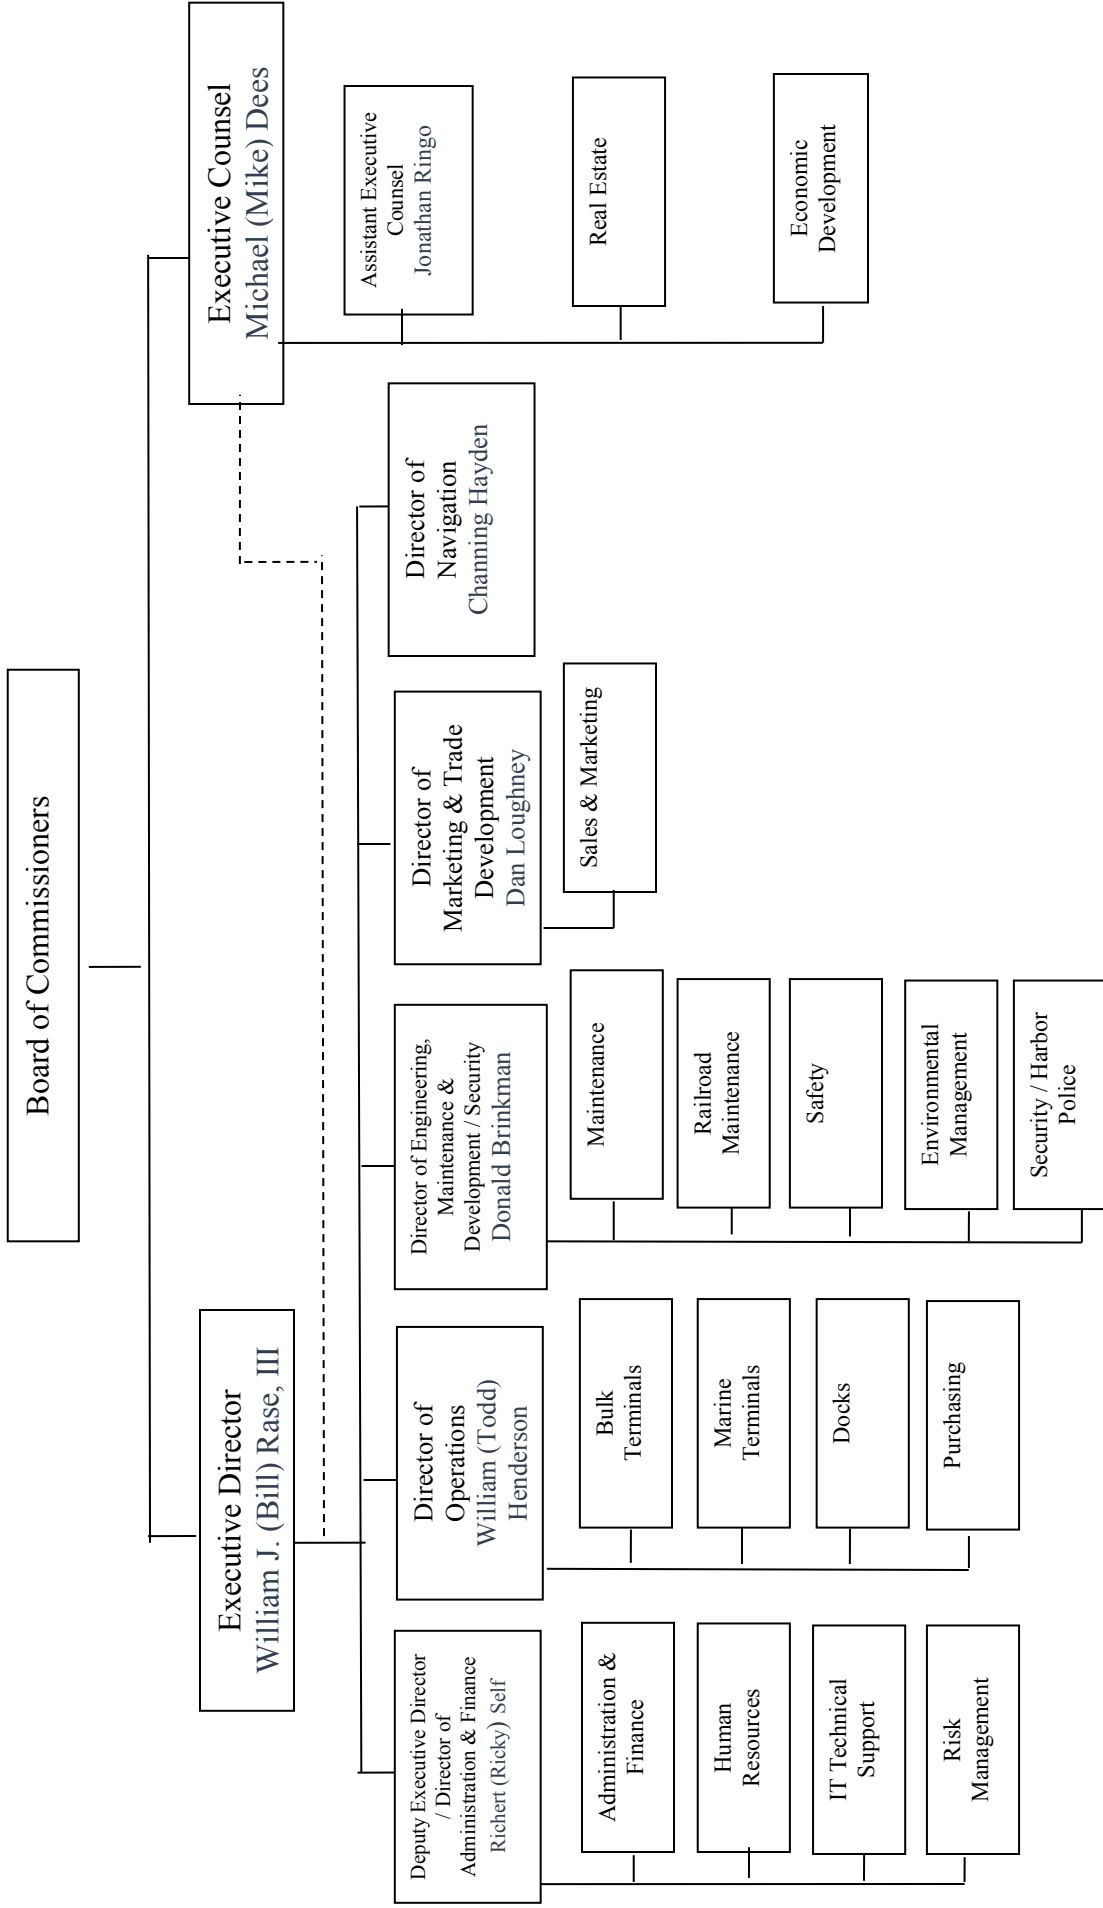 Board of Commissioners
Executive Director
William J. (Bill) Rase, III
Executive Counsel
Michael (Mike) Dees
Deputy Executive Director
/ Director of
Administration & Finance
Richert (Ricky) Self
Administration &
Finance
Human
Resources
IT Technical
Support
Risk
Management
Director of
Operations
William (Todd)
Henderson
Bulk
Terminals
Marine
Terminals
Docks
Purchasing
Director of Engineering,
Maintenance &
Development / Security
Donald Brinkman
Maintenance
Railroad
Maintenance
Safety
Environmental
Management
Security / Harbor
Police
Director of
Marketing & Trade
Development
Dan Loughney
Sales & Marketing
Director of
Navigation
Channing Hayden
Assistant Executive
Counsel
Jonathan Ringo
Real Estate
Economic
Development